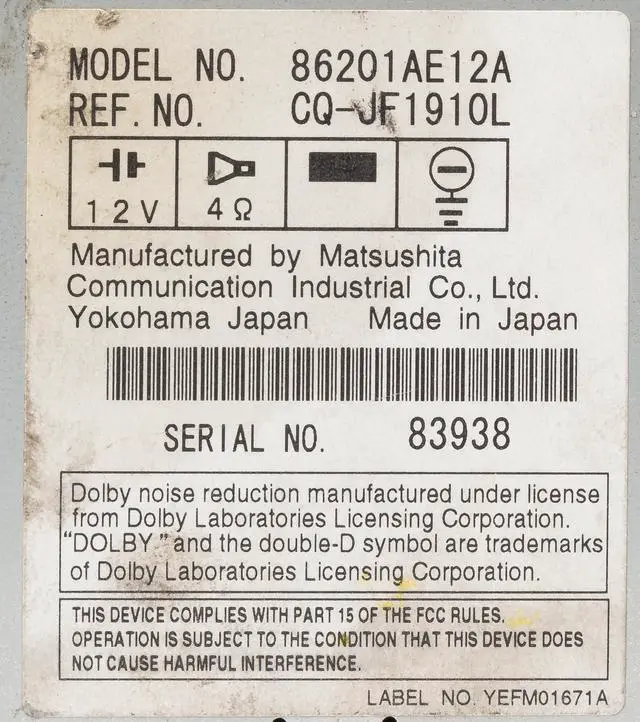 MODEL NO. 86201AE12A
REF. NO. CQ-JF1910L
12V 4Ω
Manufactured by Matsushita
Communication Industrial Co., Ltd.
Yokohama Japan Made in Japan
SERIAL NO. 83938
Dolby noise reduction manufactured under license
from Dolby Laboratories Licensing Corporation.
“DOLBY” and the double-D symbol are trademarks
of Dolby Laboratories Licensing Corporation.
THIS DEVICE COMPLIES WITH PART 15 OF THE FCC RULES.
OPERATION IS SUBJECT TO THE CONDITION THAT THIS DEVICE DOES
NOT CAUSE HARMFUL INTERFERENCE.
LABEL NO. YEFM01671A